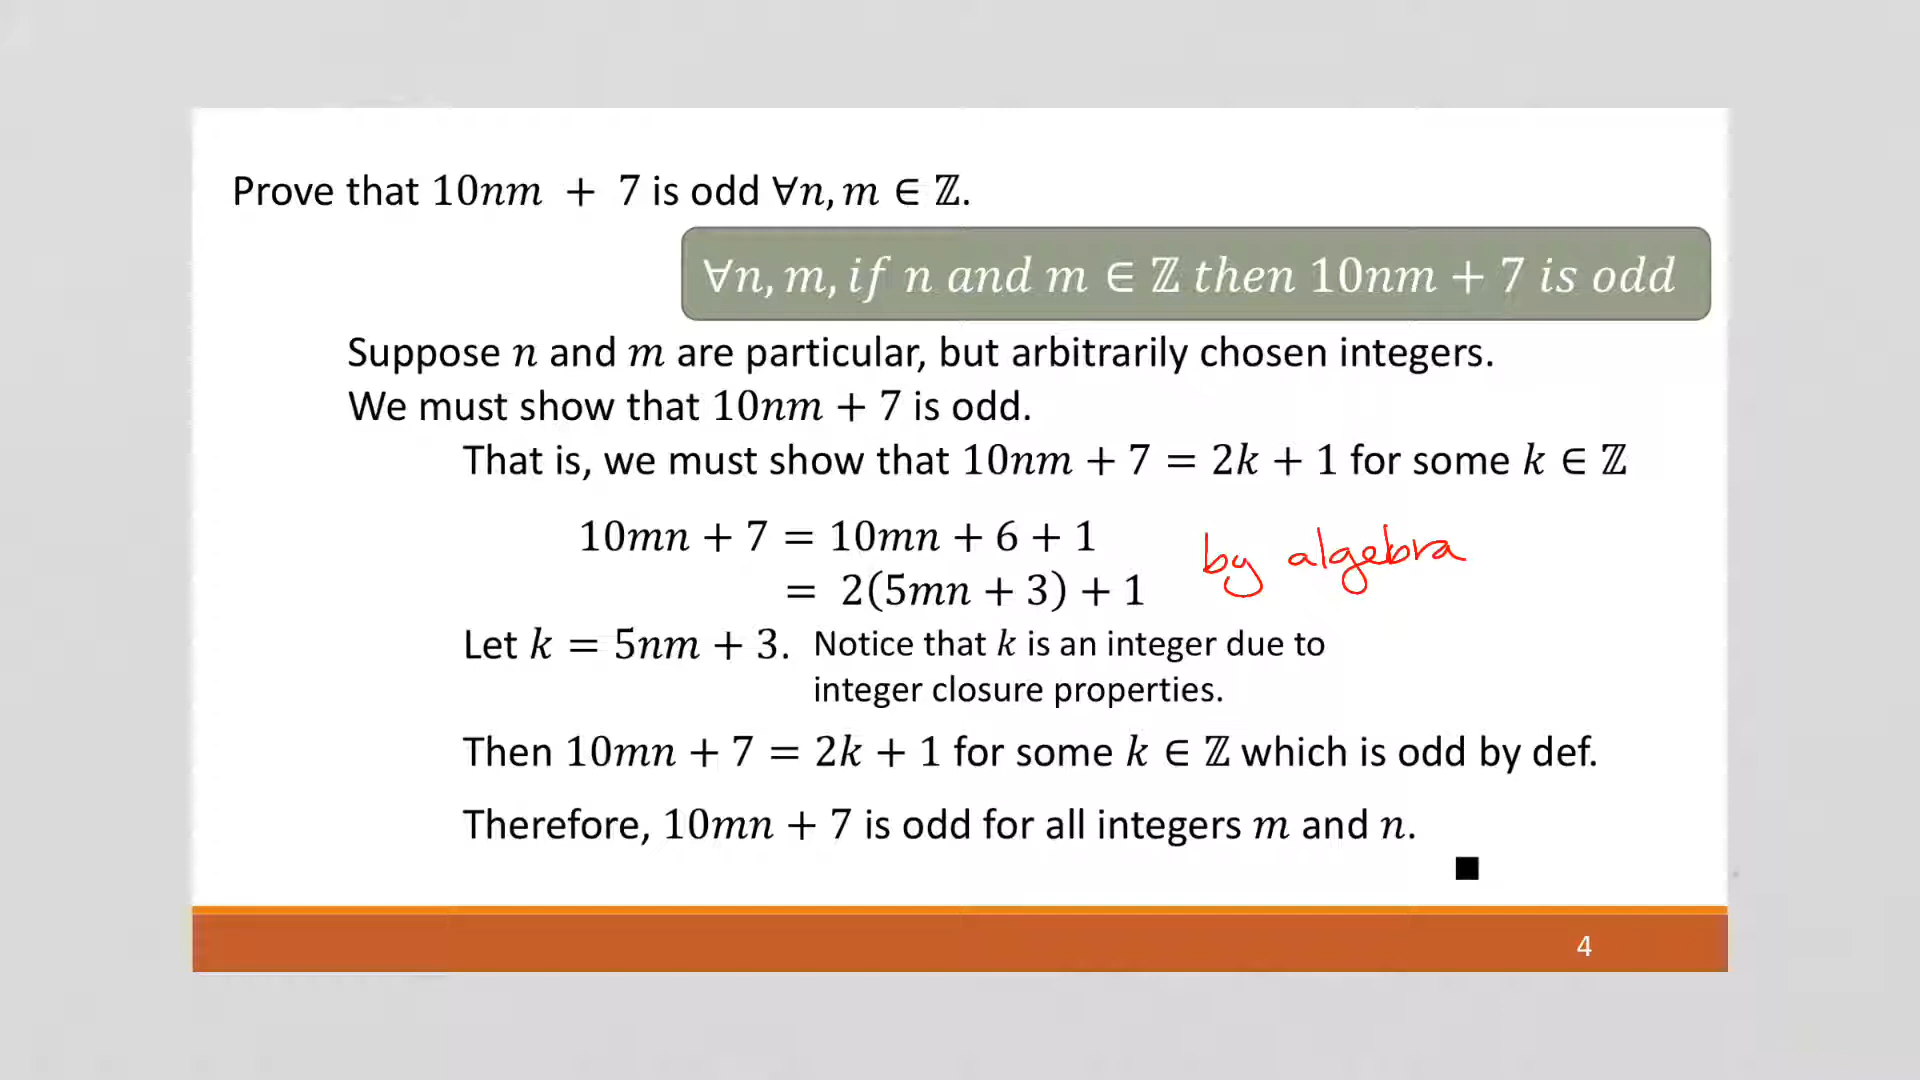 Prove that 10nm + 7 is odd ∀n, m ∈ ℤ.
∀n, m, if n and m ∈ ℤ then 10nm + 7 is odd
Suppose n and m are particular, but arbitrarily chosen integers.
We must show that 10nm + 7 is odd.
That is, we must show that 10nm + 7 = 2k + 1 for some k ∈ ℤ
10mn + 7 = 10mn + 6 + 1
by algebra
= 2(5mn + 3) + 1
Let k = 5nm + 3. Notice that k is an integer due to
integer closure properties.
Then 10mn + 7 = 2k + 1 for some k ∈ ℤ which is odd by def.
Therefore, 10mn + 7 is odd for all integers m and n.
■
4